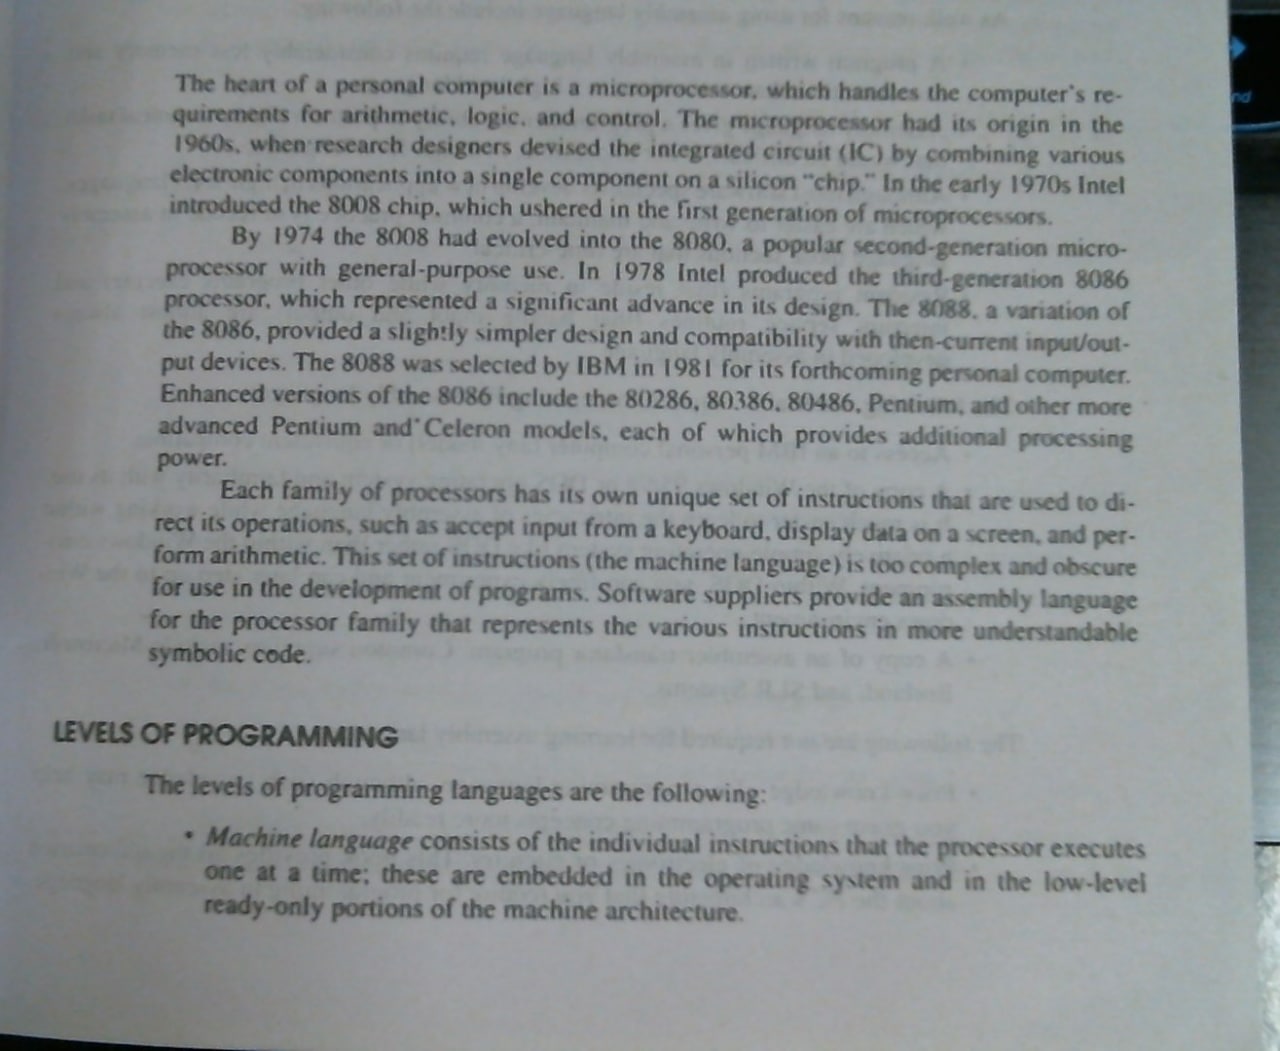 The heart of a personal computer is a microprocessor, which handles the computer's re-
quirements for arithmetic, logic, and control. The microprocessor had its origin in the
1960s, when research designers devised the integrated circuit (IC) by combining various
electronic components into a single component on a silicon "chip." In the early 1970s Intel
introduced the 8008 chip, which ushered in the first generation of microprocessors.
By 1974 the 8008 had evolved into the 8080, a popular second-generation micro-
processor with general-purpose use. In 1978 Intel produced the third-generation 8086
processor, which represented a significant advance in its design. The 8088, a variation of
the 8086, provided a slightly simpler design and compatibility with then-current input/out-
put devices. The 8088 was selected by IBM in 1981 for its forthcoming personal computer.
Enhanced versions of the 8086 include the 80286, 80386, 80486, Pentium, and other more
advanced Pentium and Celeron models, each of which provides additional processing
power.
Each family of processors has its own unique set of instructions that are used to di-
rect its operations, such as accept input from a keyboard, display data on a screen, and per-
form arithmetic. This set of instructions (the machine language) is too complex and obscure
for use in the development of programs. Software suppliers provide an assembly language
for the processor family that represents the various instructions in more understandable
symbolic code.
LEVELS OF PROGRAMMING
The levels of programming languages are the following:
• Machine language consists of the individual instructions that the processor executes
one at a time; these are embedded in the operating system and in the low-level
ready-only portions of the machine architecture.